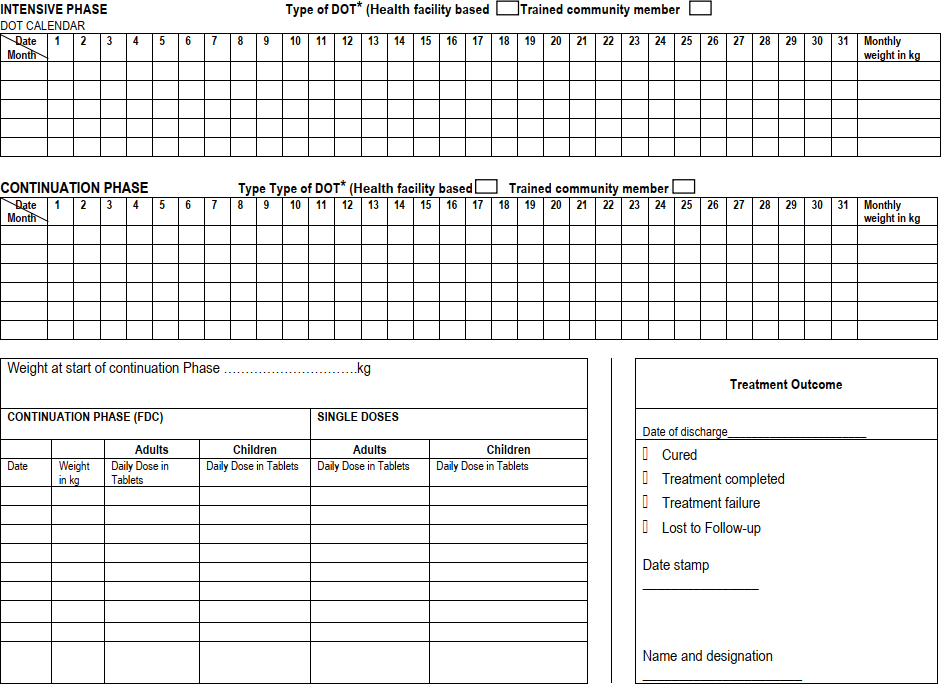 INTENSIVE PHASE Type of DOT* (Health facility based Trained community member
DOT CALENDAR
Date 1 2 3 4 5 6 7 8 9 10 11 12 13 14 15 16 17 18 19 20 21 22 23 24 25 26 27 28 29 30 31 Monthly
Month weight in kg
CONTINUATION PHASE Type Type of DOT* (Health facility based Trained community member
Date 1 2 3 4 5 6 7 8 9 10 11 12 13 14 15 16 17 18 19 20 21 22 23 24 25 26 27 28 29 30 31 Monthly
Month weight in kg
Weight at start of continuation Phase ………………………….kg
CONTINUATION PHASE (FDC) SINGLE DOSES
Adults Children Adults Children
Date Weight Daily Dose in Daily Dose in Tablets Daily Dose in Tablets Daily Dose in Tablets
in kg Tablets
Treatment Outcome
Date of discharge_______________________
Cured
Treatment completed
Treatment failure
Lost to Follow-up
Date stamp
________________
Name and designation
______________________